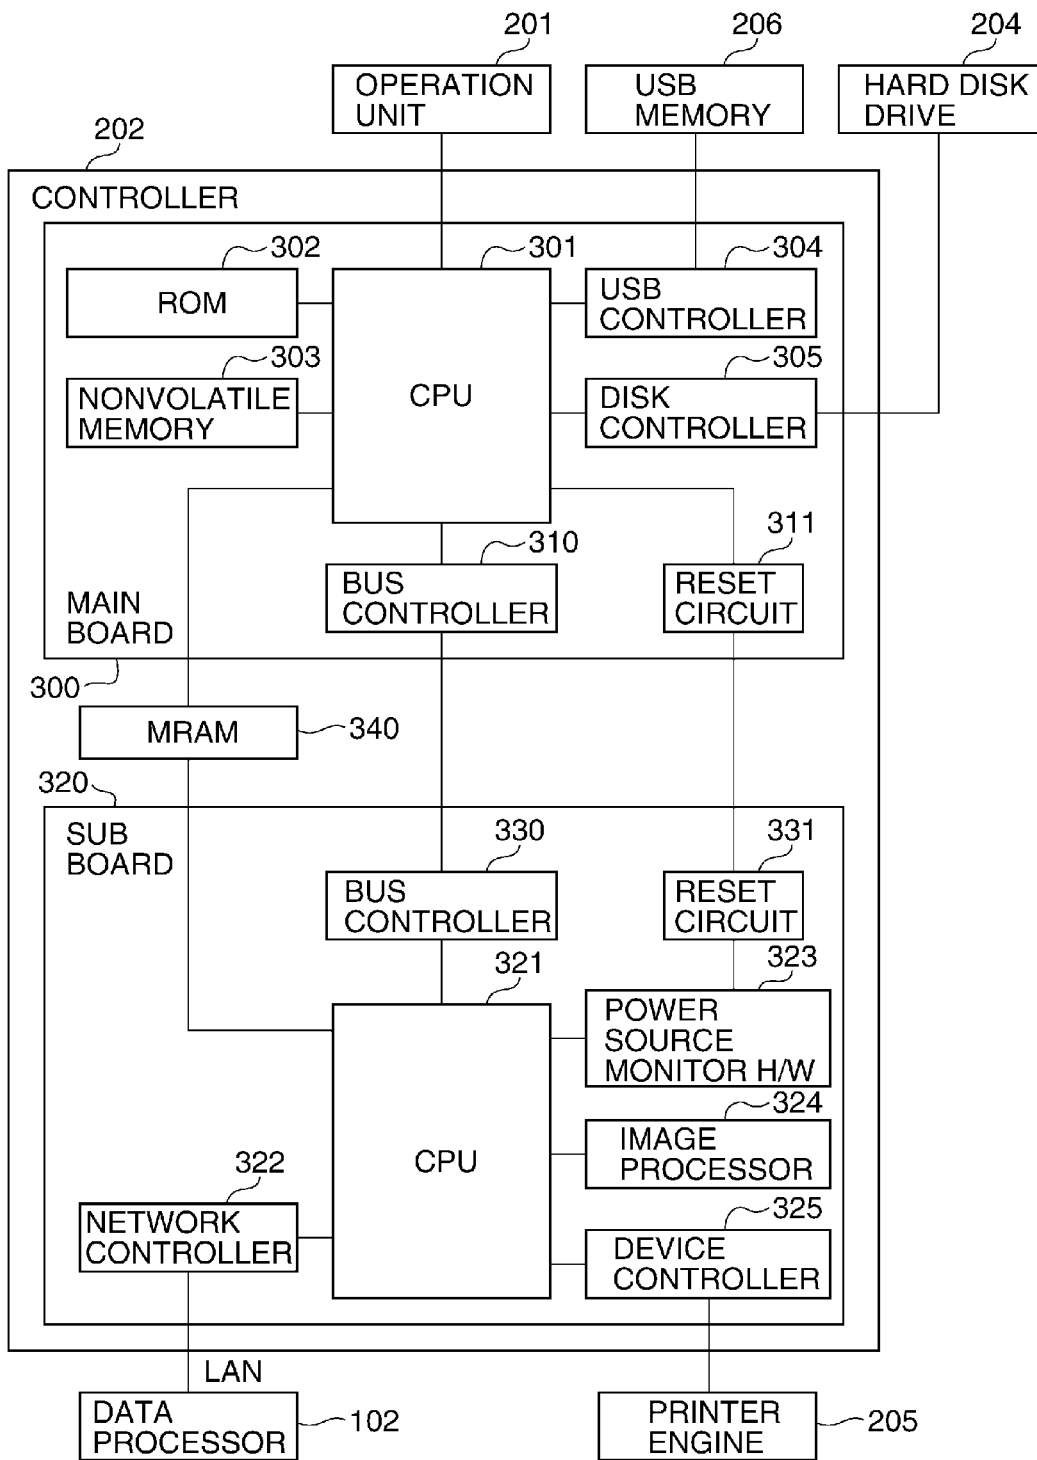 201
206
204
OPERATION
UNIT
USB
MEMORY
HARD DISK
DRIVE
202
CONTROLLER
302
301
304
ROM
USB
CONTROLLER
303
305
NONVOLATILE
MEMORY
CPU
DISK
CONTROLLER
310
311
BUS
CONTROLLER
RESET
CIRCUIT
MAIN
BOARD
300
MRAM
340
320
SUB
BOARD
330
331
BUS
CONTROLLER
RESET
CIRCUIT
321
323
POWER
SOURCE
MONITOR H/W
324
CPU
IMAGE
PROCESSOR
322
325
NETWORK
CONTROLLER
DEVICE
CONTROLLER
LAN
DATA
PROCESSOR
102
PRINTER
ENGINE
205